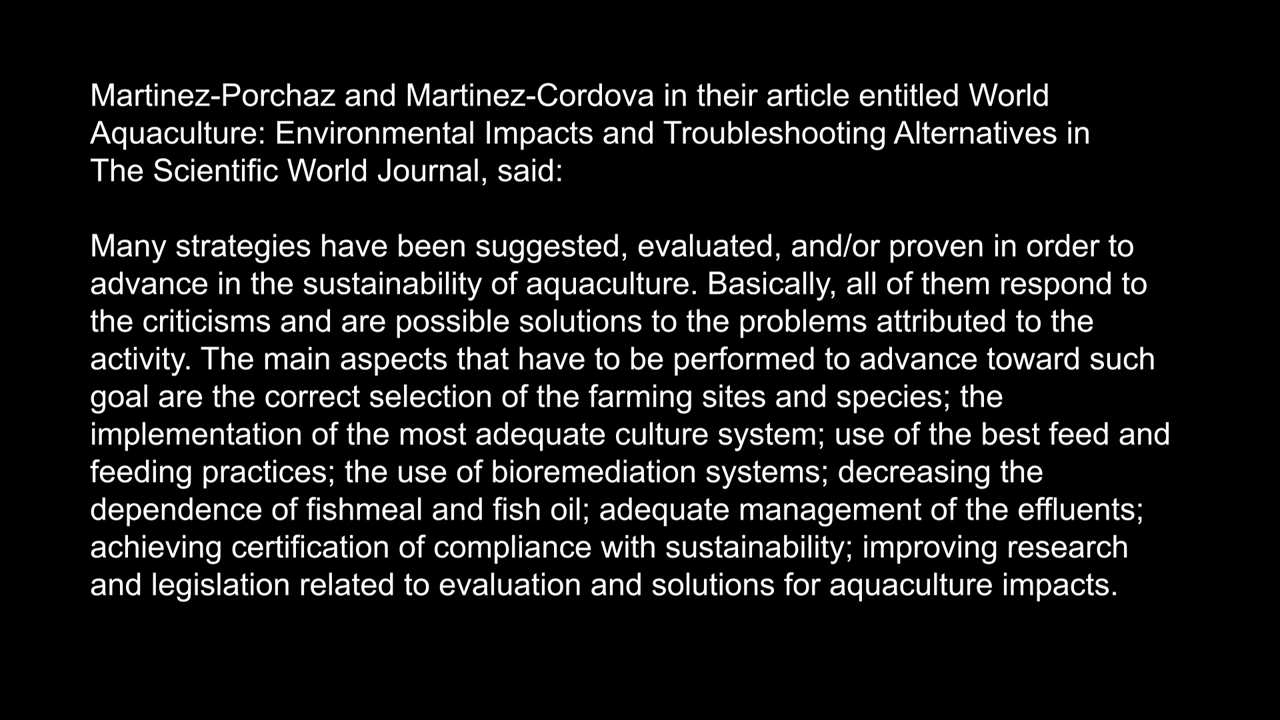 Martinez-Porchaz and Martinez-Cordova in their article entitled World
Aquaculture: Environmental Impacts and Troubleshooting Alternatives in
The Scientific World Journal, said:
Many strategies have been suggested, evaluated, and/or proven in order to
advance in the sustainability of aquaculture. Basically, all of them respond to
the criticisms and are possible solutions to the problems attributed to the
activity. The main aspects that have to be performed to advance toward such
goal are the correct selection of the farming sites and species; the
implementation of the most adequate culture system; use of the best feed and
feeding practices; the use of bioremediation systems; decreasing the
dependence of fishmeal and fish oil; adequate management of the effluents;
achieving certification of compliance with sustainability; improving research
and legislation related to evaluation and solutions for aquaculture impacts.